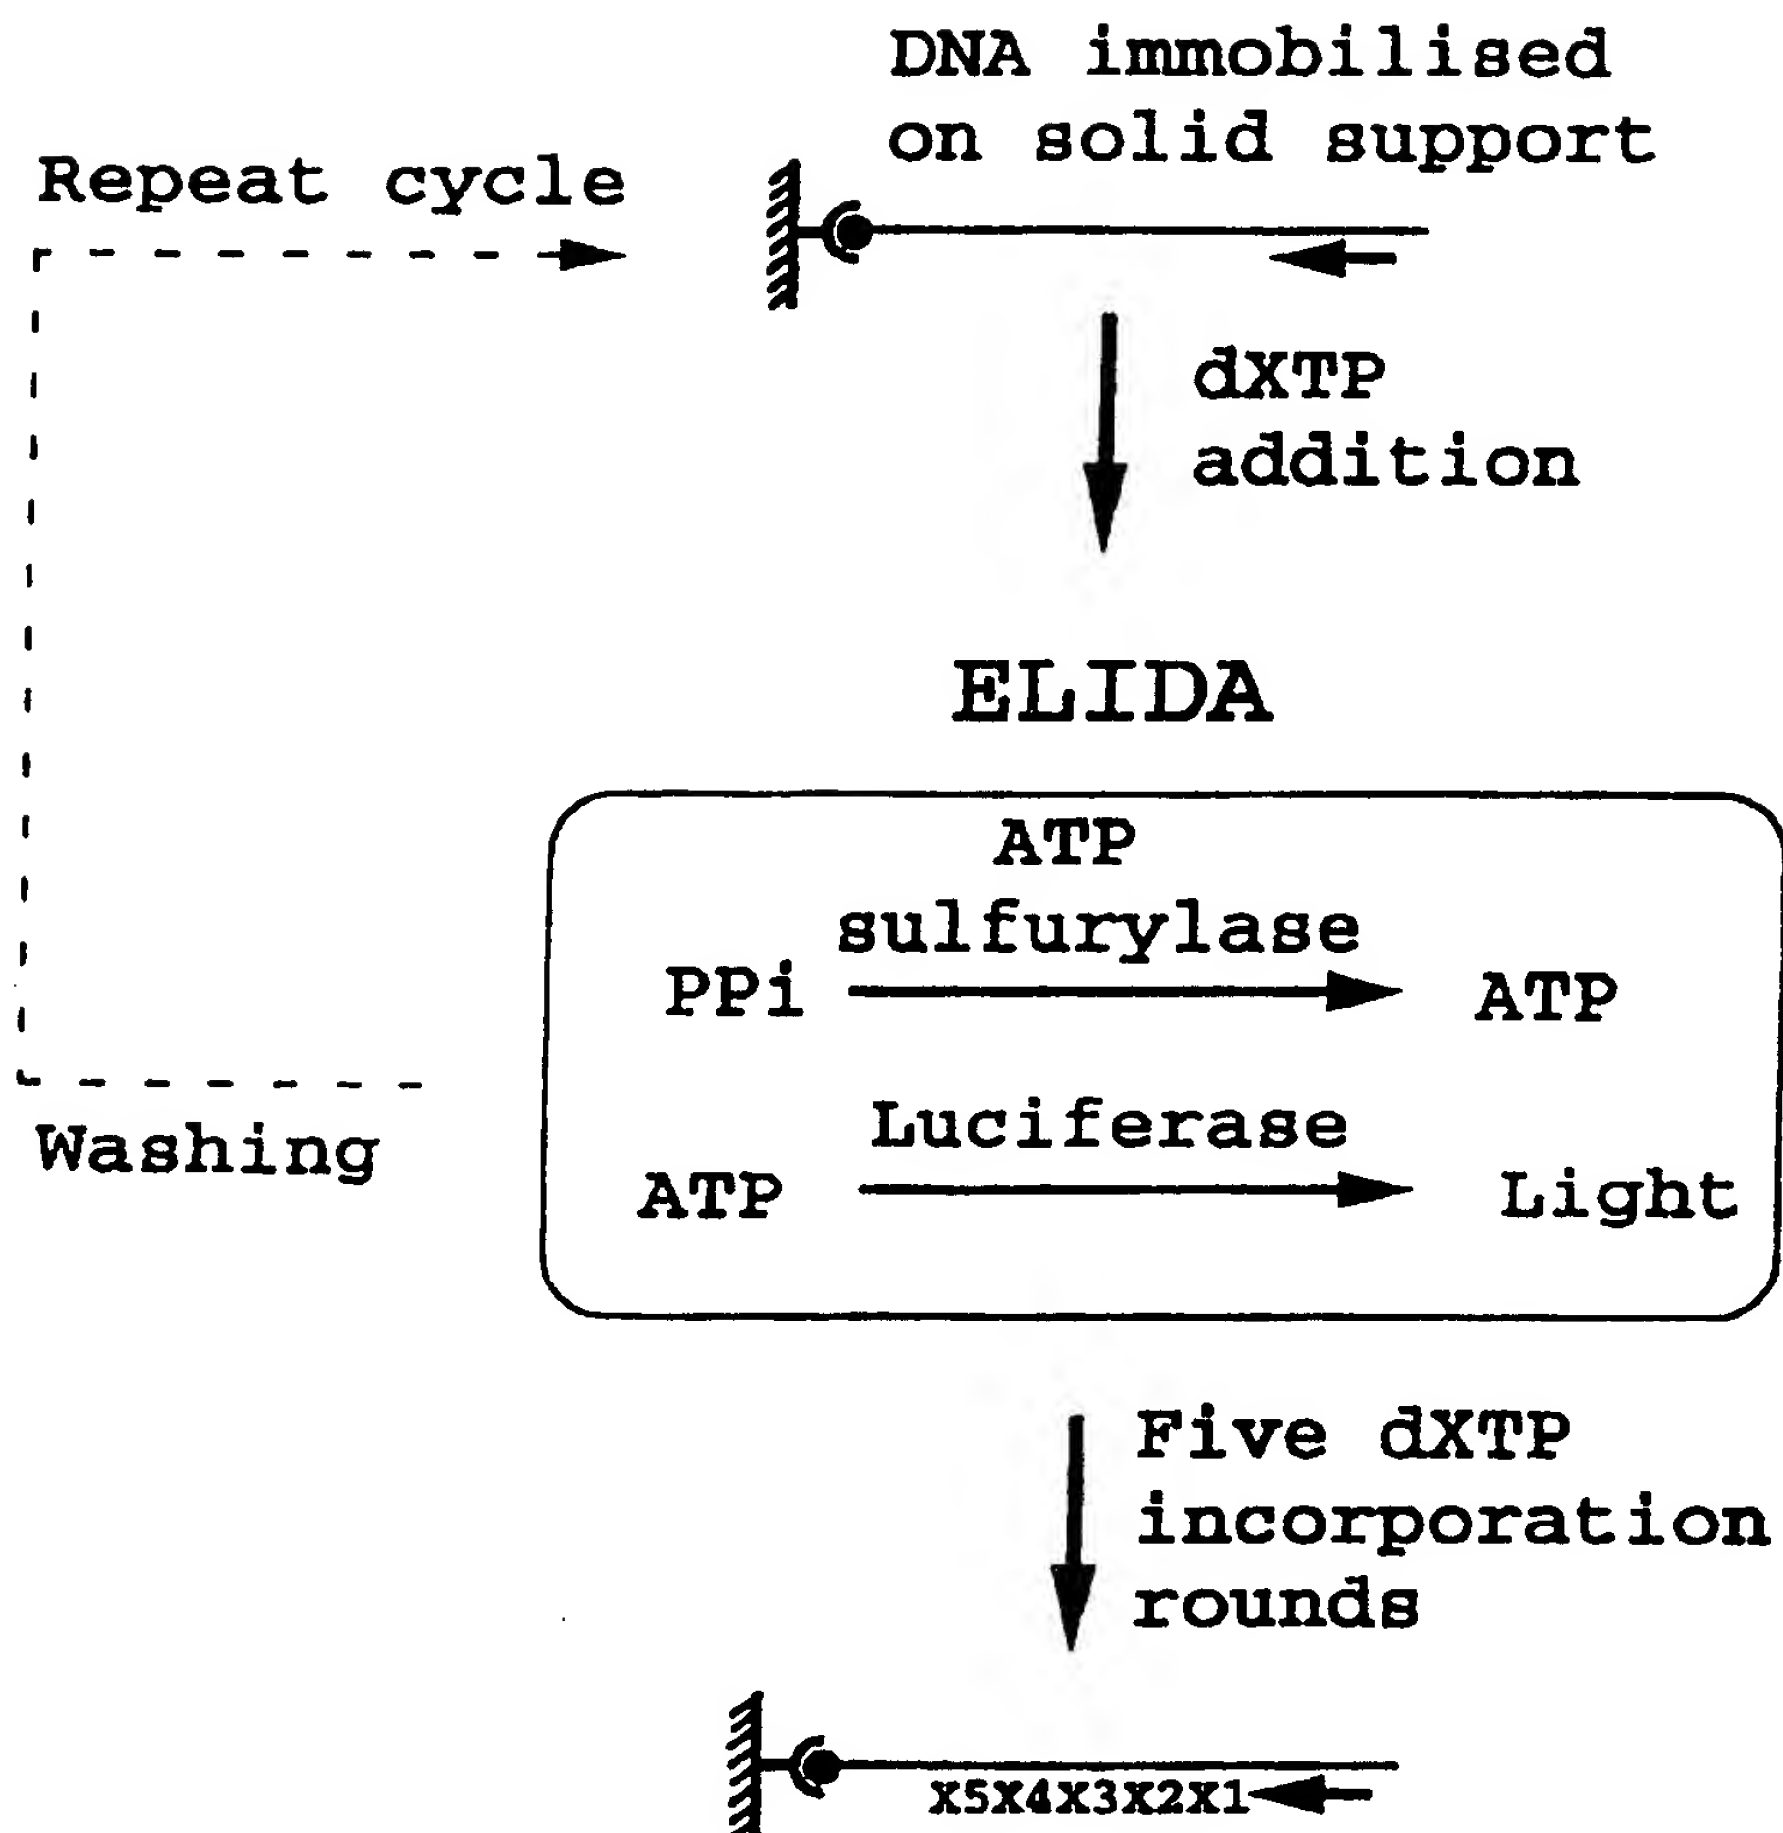 DNA immobilised
on solid support
Repeat cycle
dXTP
addition
ELIDA
ATP
sulfurylase
PPi
ATP
Luciferase
ATP
Light
Washing
Five dXTP
incorporation
rounds
X5X4X3X2X1